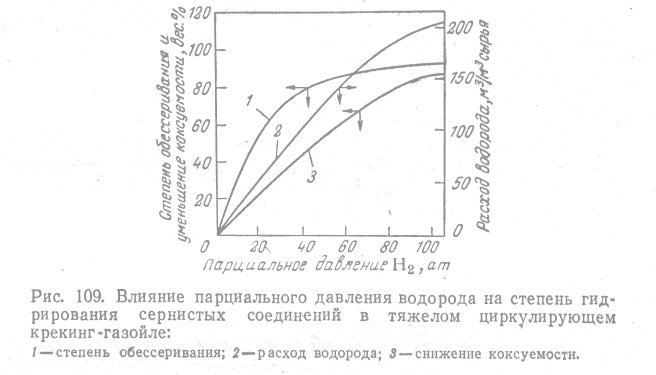 Степень обессеривания и
уменьшение коксуемости, вес.%
120
100
80
60
40
20
0
20
40
60
80
100
200
150
100
50
0
Расход водорода, м³/м³ сырья
1
2
3
Парциальное давление H₂, ат
Рис. 109. Влияние парциального давления водорода на степень гид-
рирования сернистых соединений в тяжелом циркулирующем
крекинг-газойле:
1—степень обессеривания; 2—расход водорода; 3—снижение коксуемости.